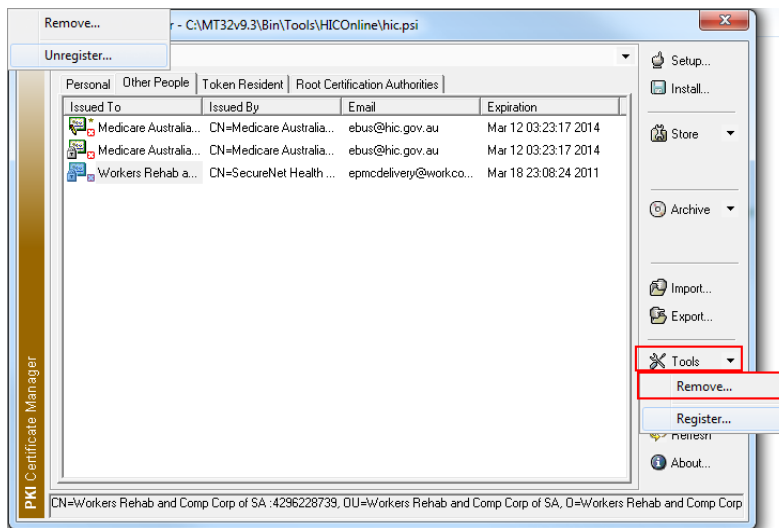 Remove...
Unregister...
r - C:\MT32v9.3\Bin\Tools\HICOnline\hic.psi
Setup...
Install...
Store
Archive
Import...
Export...
Tools
Remove...
Register...
Refresh
About...
Personal Other People Token Resident Root Certification Authorities
Issued To Issued By Email Expiration
Medicare Australia... CN=Medicare Australia... ebus@hic.gov.au Mar 12 03:23:17 2014
Medicare Australia... CN=Medicare Australia... ebus@hic.gov.au Mar 12 03:23:17 2014
Workers Rehab a... CN=SecureNet Health ... epmcdelivery@workco... Mar 18 23:08:24 2011
PKI Certificate Manager
CN=Workers Rehab and Comp Corp of SA :4296228739, OU=Workers Rehab and Comp Corp of SA, O=Workers Rehab and Comp Corp